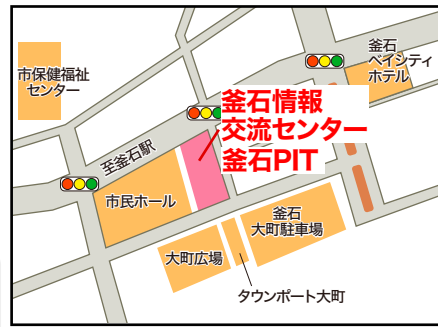 釜石
ベイシティ
ホテル
市保健福祉
センター
釜石情報
交流センター
釜石PIT
至釜石駅
市民ホール
釜石
大町駐車場
大町広場
タウンポート大町